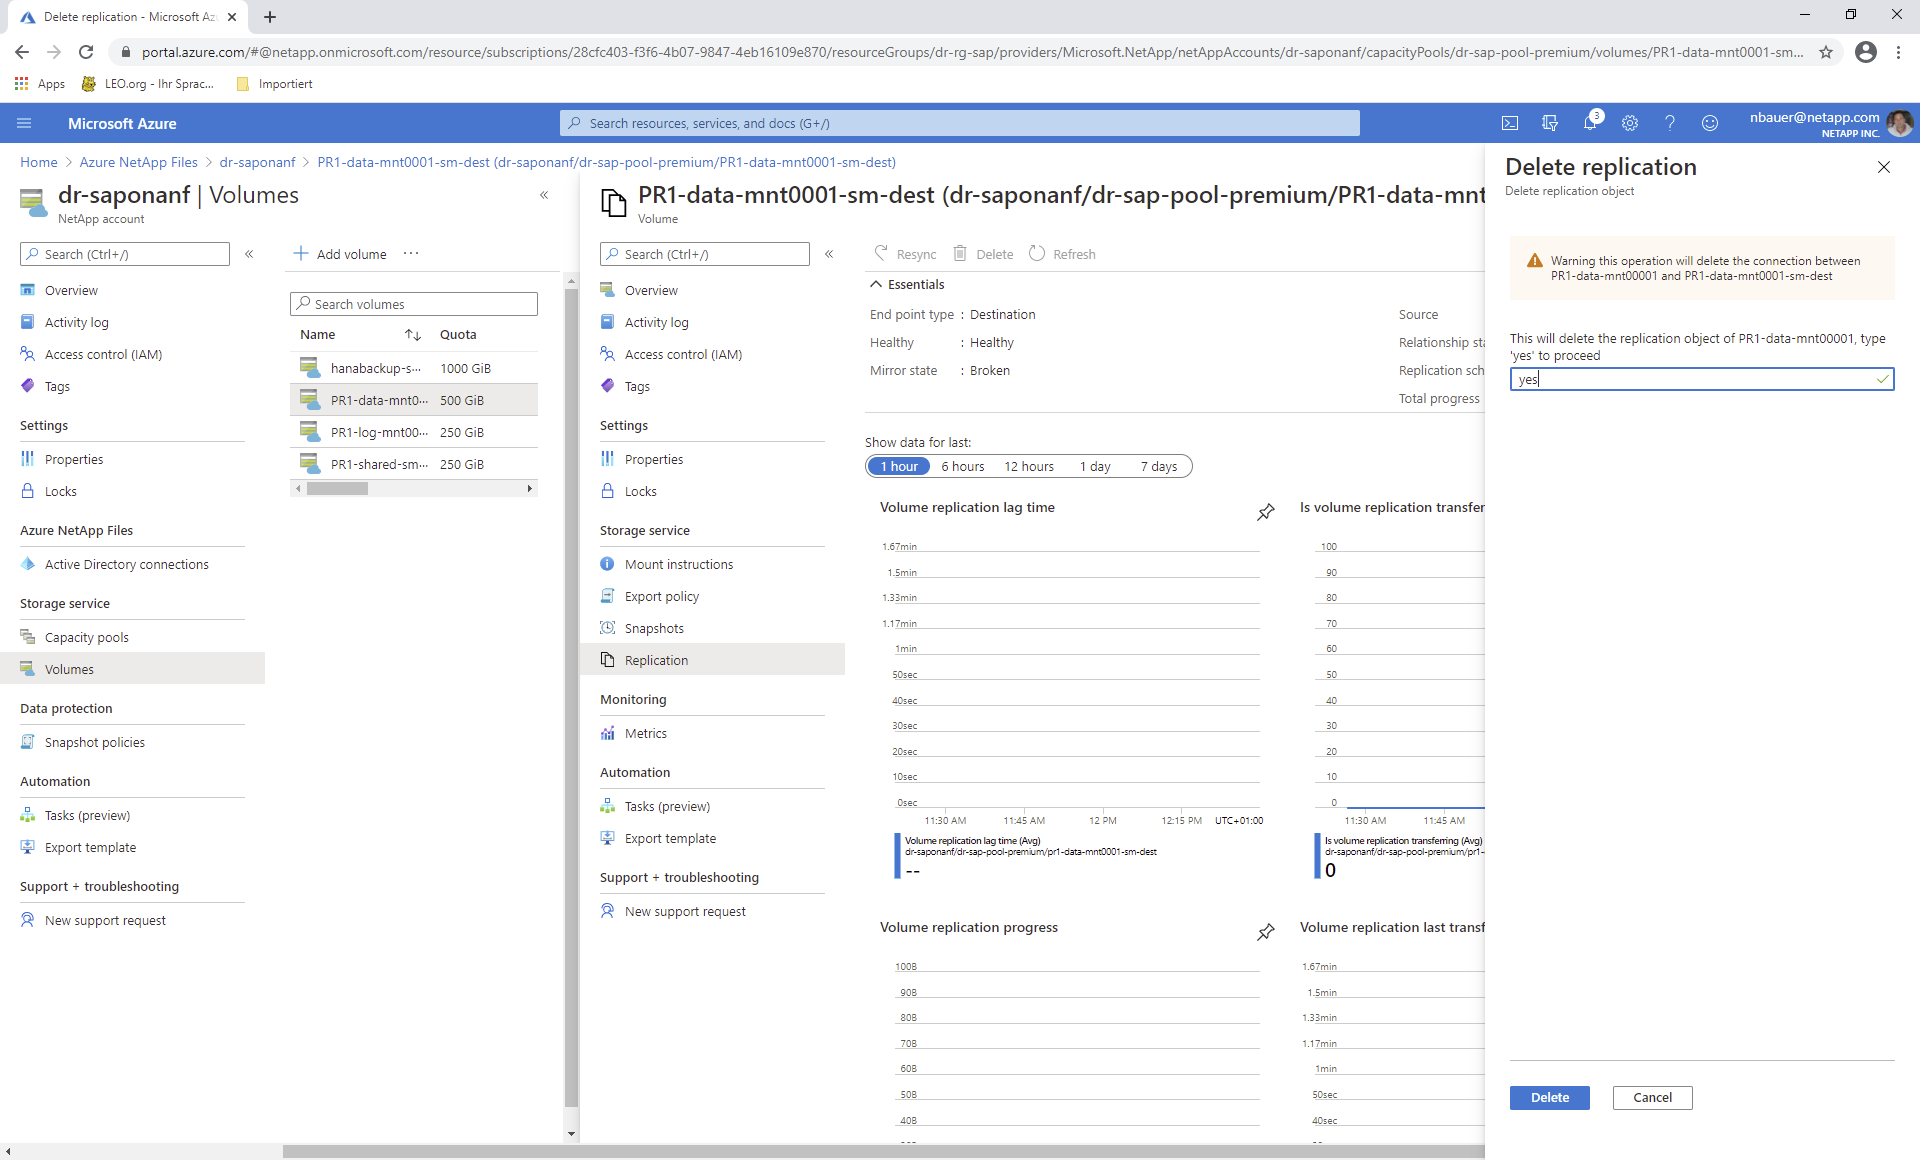 Delete replication - Microsoft Az
portal.azure.com/#@netapp.onmicrosoft.com/resource/subscriptions/28cfc403-f3f6-4b07-9847-4eb16109e870/resourceGroups/dr-rg-sap/providers/Microsoft.NetApp/netAppAccounts/dr-saponanf/capacityPools/dr-sap-pool-premium/volumes/PR1-data-mnt0001-sm...
Apps LEO.org - Ihr Sprac... Importiert
Microsoft Azure
Search resources, services, and docs (G+/)
3
nbauer@netapp.com
NETAPP INC.
Home > Azure NetApp Files > dr-saponanf > PR1-data-mnt0001-sm-dest (dr-saponanf/dr-sap-pool-premium/PR1-data-mnt0001-sm-dest)
dr-saponanf | Volumes
NetApp account
Search (Ctrl+/)
Overview
Activity log
Access control (IAM)
Tags
Settings
Properties
Locks
Azure NetApp Files
Active Directory connections
Storage service
Capacity pools
Volumes
Data protection
Snapshot policies
Automation
Tasks (preview)
Export template
Support + troubleshooting
New support request
Add volume ...
Search volumes
Name Quota
hanabackup-s... 1000 GiB
PR1-data-mnt0... 500 GiB
PR1-log-mnt00... 250 GiB
PR1-shared-sm... 250 GiB
PR1-data-mnt0001-sm-dest (dr-saponanf/dr-sap-pool-premium/PR1-data-mnt
Volume
Search (Ctrl+/)
Overview
Activity log
Access control (IAM)
Tags
Settings
Properties
Locks
Storage service
Mount instructions
Export policy
Snapshots
Replication
Monitoring
Metrics
Automation
Tasks (preview)
Export template
Support + troubleshooting
New support request
Resync Delete Refresh
Essentials
End point type : Destination
Healthy : Healthy
Mirror state : Broken
Source
Relationship sta
Replication sch
Total progress
Show data for last:
1 hour 6 hours 12 hours 1 day 7 days
Volume replication lag time
1.67min
1.5min
1.33min
1.17min
1min
50sec
40sec
30sec
20sec
10sec
0sec
11:30 AM 11:45 AM 12 PM 12:15 PM UTC+01:00
Volume replication lag time (Avg)
dr-saponanf/dr-sap-pool-premium/pr1-data-mnt0001-sm-dest
--
Is volume replication transfer
100
90
80
70
60
50
40
30
20
10
0
11:30 AM 11:45 AM
Is volume replication transferring (Avg)
dr-saponanf/dr-sap-pool-premium/pr1-
0
Volume replication progress
100B
90B
80B
70B
60B
50B
40B
Volume replication last transf
1.67min
1.5min
1.33min
1.17min
1min
50sec
40sec
Delete replication
Delete replication object
Warning this operation will delete the connection between
PR1-data-mnt00001 and PR1-data-mnt0001-sm-dest
This will delete the replication object of PR1-data-mnt00001, type
'yes' to proceed
yes
Delete Cancel